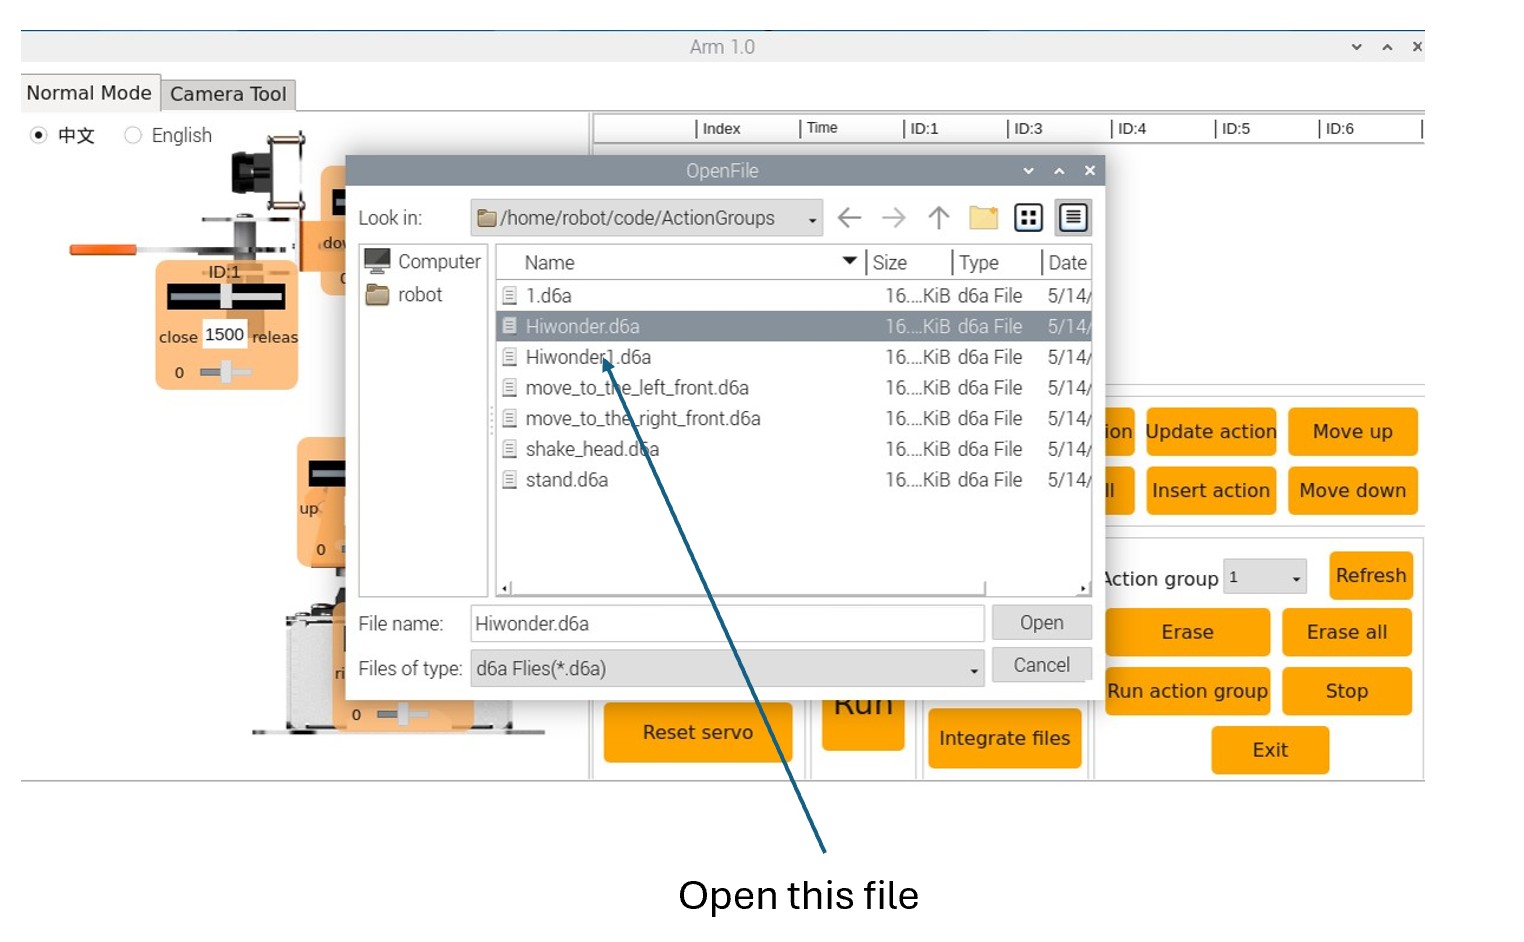 Arm 1.0
Normal Mode
Camera Tool
中文
English
Index Time ID:1 ID:3 ID:4 ID:5 ID:6
OpenFile
Look in: /home/robot/code/ActionGroups
Computer
robot
Name Size Type Date
1.d6a 16....KiB d6a File 5/14/
Hiwonder.d6a 16....KiB d6a File 5/14/
Hiwonder1.d6a 16....KiB d6a File 5/14/
move_to_the_left_front.d6a 16....KiB d6a File 5/14/
move_to_the_right_front.d6a 16....KiB d6a File 5/14/
shake_head.d6a 16....KiB d6a File 5/14/
stand.d6a 16....KiB d6a File 5/14/
File name: Hiwonder.d6a
Open
Files of type: d6a Flies(*.d6a)
Cancel
ID:1
close 1500 releas
0
up
0
ri
0
ion
Update action
Move up
ll
Insert action
Move down
Action group 1
Refresh
Erase
Erase all
Run action group
Stop
Exit
Reset servo
Run
Integrate files
Open this file